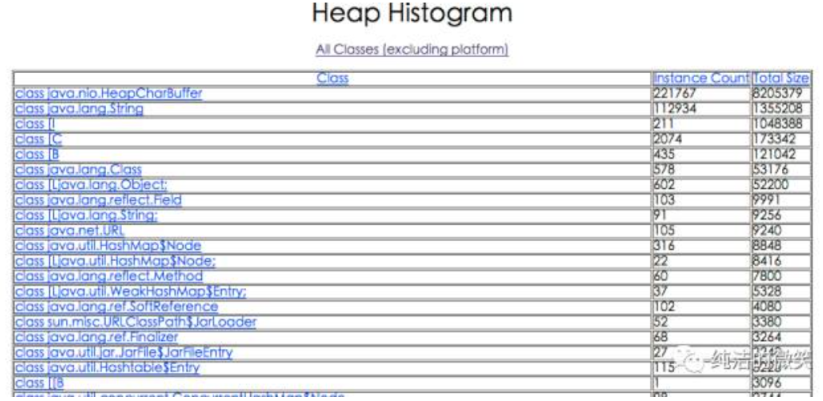 Heap Histogram
All Classes (excluding platform)
Class Instance Count Total Size
class java.nio.HeapCharBuffer 221767 8205379
class java.lang.String 112934 1355208
class [I 211 1048388
class [C 2074 173342
class [B 435 121042
class java.lang.Class 578 53176
class [Ljava.lang.Object; 602 52200
class java.lang.reflect.Field 103 9991
class [Ljava.lang.String; 91 9256
class java.net.URL 105 9240
class java.util.HashMap$Node 316 8848
class [Ljava.util.HashMap$Node; 22 8416
class java.lang.reflect.Method 60 7800
class [Ljava.util.WeakHashMap$Entry; 37 5328
class java.lang.ref.SoftReference 102 4080
class sun.misc.URLClassPath$JarLoader 52 3380
class java.lang.ref.Finalizer 68 3264
class java.util.jar.JarFile$JarFileEntry 27
class java.util.Hashtable$Entry 115
class [[B 1 3096
class java.util.concurrent.ConcurrentHashMap$Node
纯洁的微笑